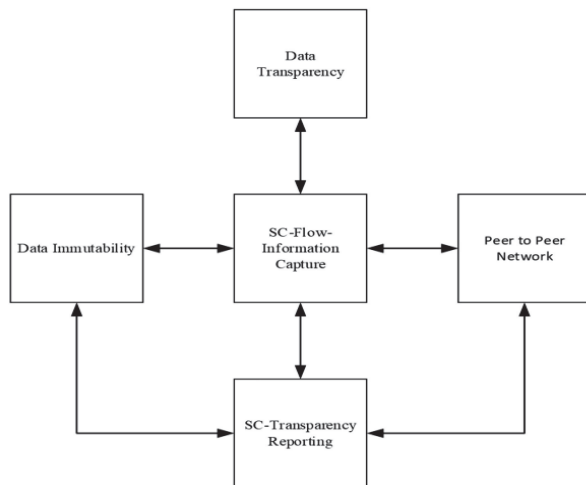 Data
Transparency
Data Immutability
SC-Flow-
Information
Capture
Peer to Peer
Network
SC-Transparency
Reporting